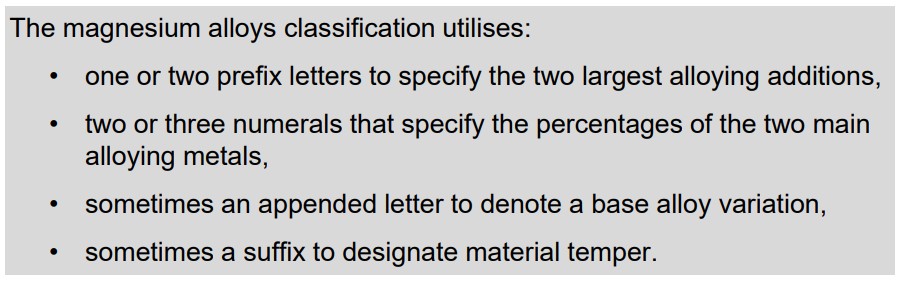 The magnesium alloys classification utilises:
• one or two prefix letters to specify the two largest alloying additions,
• two or three numerals that specify the percentages of the two main
alloying metals,
• sometimes an appended letter to denote a base alloy variation,
• sometimes a suffix to designate material temper.